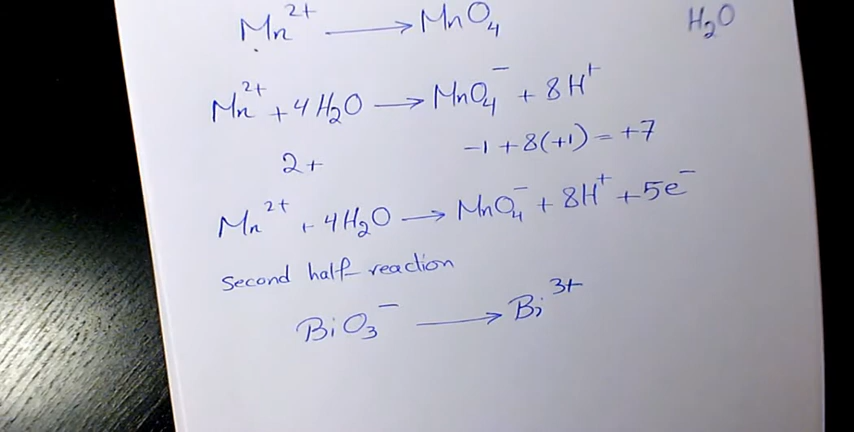 Mn²⁺ → MnO₄
H₂O
Mn²⁺ + 4H₂O → MnO₄⁻ + 8H⁺
2+
-1 + 8(+1) = +7
Mn²⁺ + 4H₂O → MnO₄⁻ + 8H⁺ + 5e⁻
Second half reaction
BiO₃⁻ → Bi³⁺